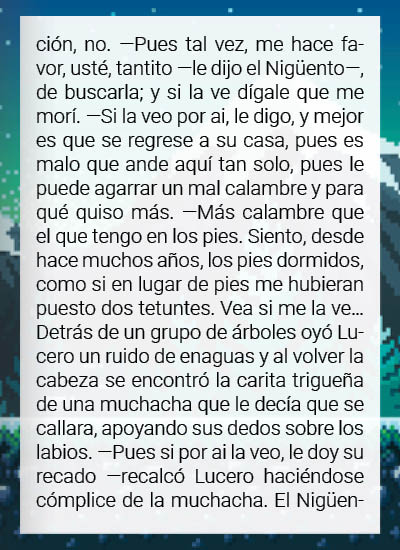 ción, no. —Pues tal vez, me hace fa-
vor, usté, tantito —le dijo el Nigüento—,
de buscarla; y si la ve dígale que me
morí. —Si la veo por ai, le digo, y mejor
es que se regrese a su casa, pues es
malo que ande aquí tan solo, pues le
puede agarrar un mal calambre y para
qué quiso más. —Más calambre que
el que tengo en los pies. Siento, desde
hace muchos años, los pies dormidos,
como si en lugar de pies me hubieran
puesto dos tetuntes. Vea si me la ve...
Detrás de un grupo de árboles oyó Lu-
cero un ruido de enaguas y al volver la
cabeza se encontró la carita trigueña
de una muchacha que le decía que se
callara, apoyando sus dedos sobre los
labios. —Pues si por ai la veo, le doy su
recado —recalcó Lucero haciéndose
cómplice de la muchacha. El Nigüen-